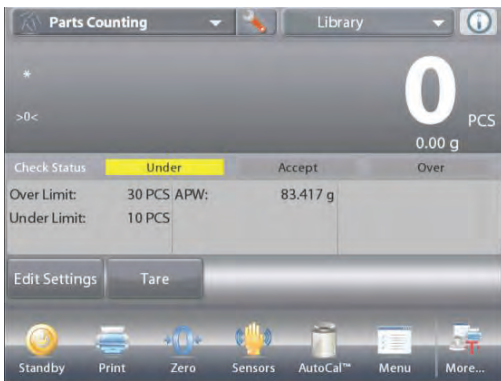 Parts Counting Library
*
0
>0< PCS
0.00 g
Check Status Under Accept Over
Over Limit: 30 PCS APW: 83.417 g
Under Limit: 10 PCS
Edit Settings Tare
Standby Print Zero Sensors AutoCal™ Menu More...